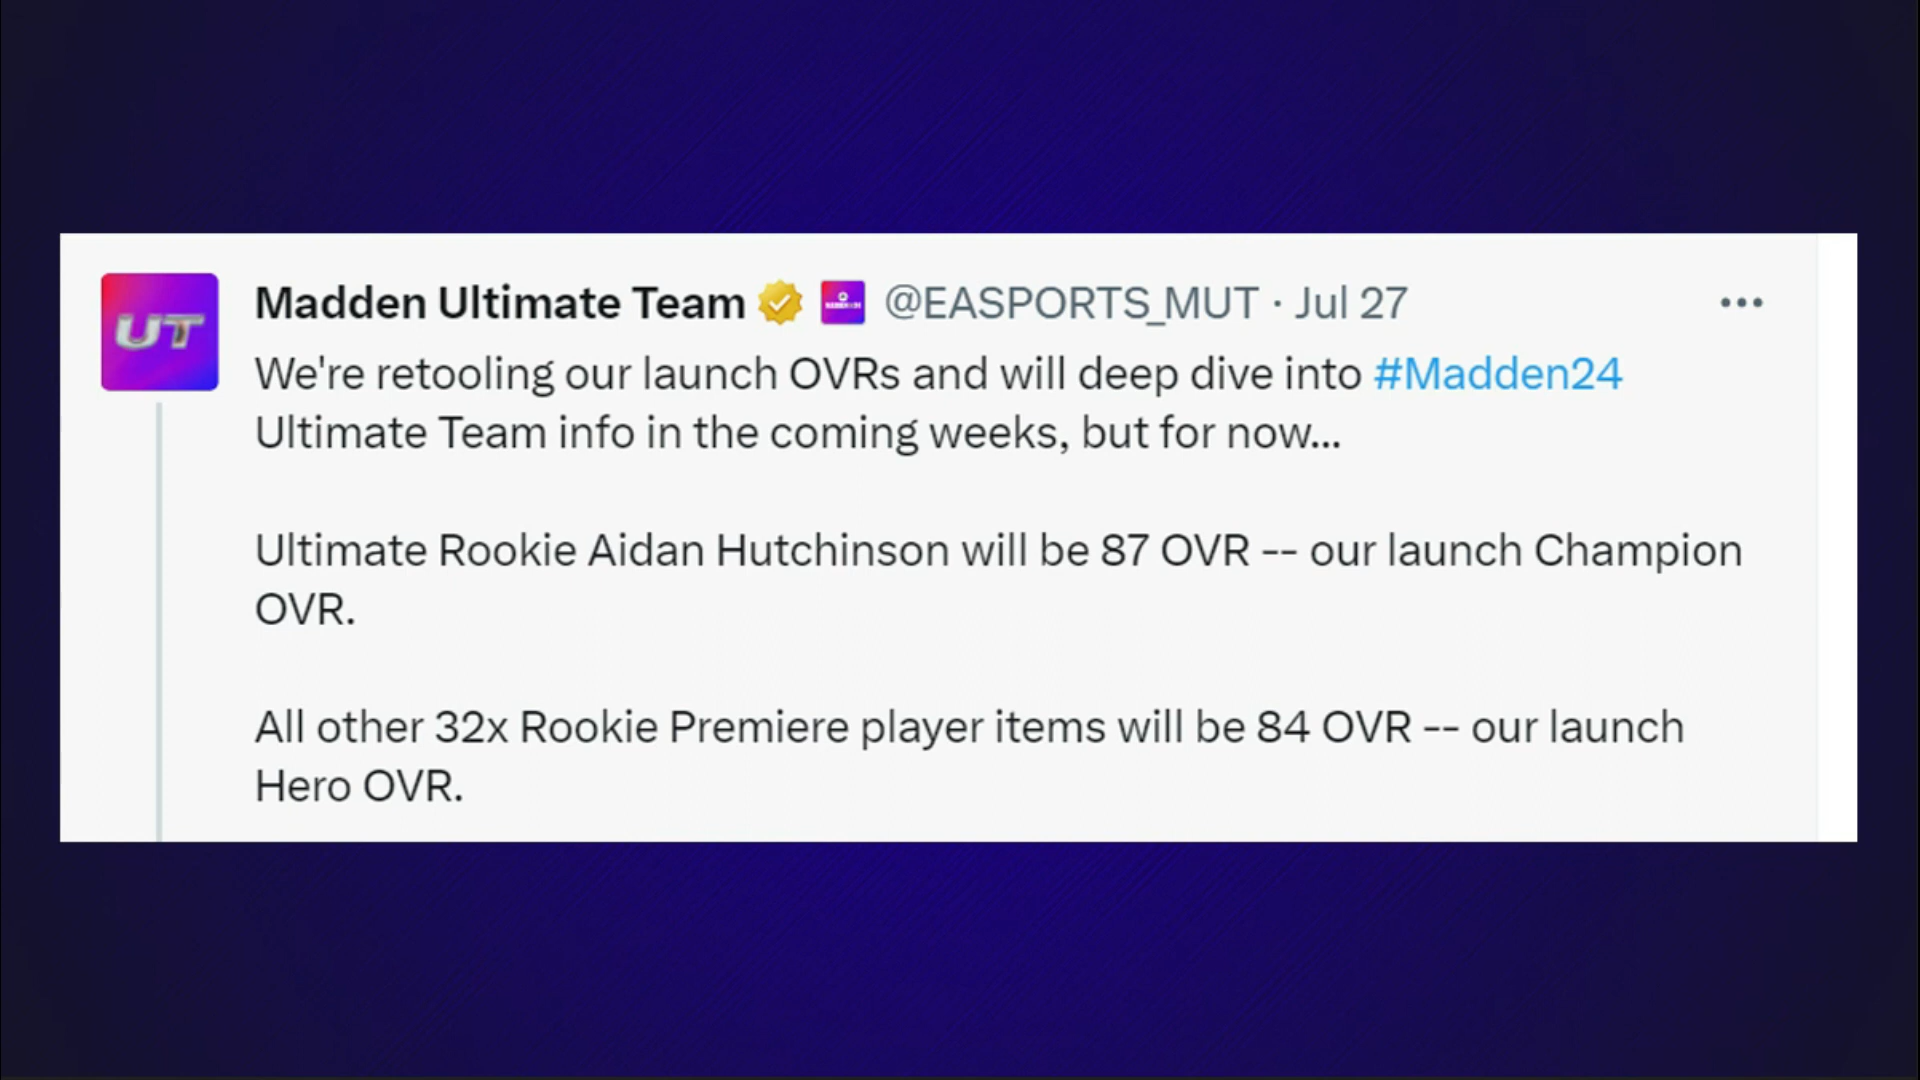 UT
Madden Ultimate Team @EASPORTS_MUT · Jul 27
We're retooling our launch OVRs and will deep dive into #Madden24
Ultimate Team info in the coming weeks, but for now...
Ultimate Rookie Aidan Hutchinson will be 87 OVR -- our launch Champion
OVR.
All other 32x Rookie Premiere player items will be 84 OVR -- our launch
Hero OVR.